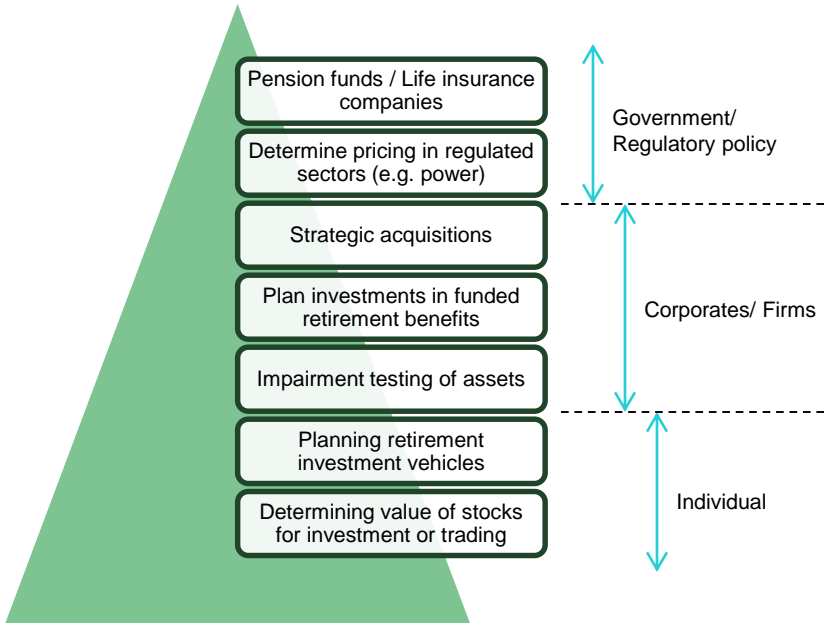 Pension funds / Life insurance
companies
Determine pricing in regulated
sectors (e.g. power)
Strategic acquisitions
Plan investments in funded
retirement benefits
Impairment testing of assets
Planning retirement
investment vehicles
Determining value of stocks
for investment or trading
Government/
Regulatory policy
Corporates/ Firms
Individual